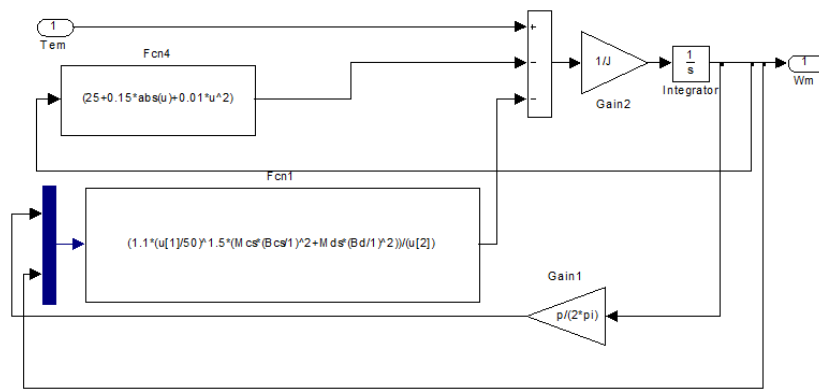 1
Tem
Fcn4
(25+0.15*abs(u)+0.01*u^2)
+
−
−
1/J
Gain2
1
s
Integrator
1
Wm
Fcn1
(1.1*(u[1]/50)^1.5*(Mcs*(Bcs/1)^2+Mds*(Bd/1)^2))/(u[2])
Gain1
p/(2*pi)